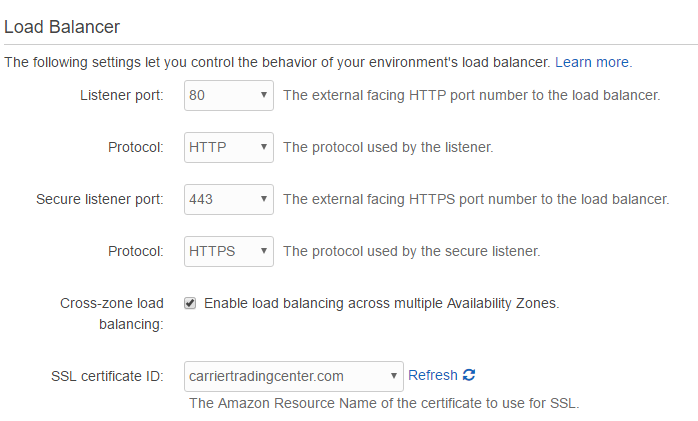 Load Balancer
The following settings let you control the behavior of your environment's load balancer. Learn more.
Listener port: 80 The external facing HTTP port number to the load balancer.
Protocol: HTTP The protocol used by the listener.
Secure listener port: 443 The external facing HTTPS port number to the load balancer.
Protocol: HTTPS The protocol used by the secure listener.
Cross-zone load Enable load balancing across multiple Availability Zones.
balancing:
SSL certificate ID: carriertradingcenter.com Refresh
The Amazon Resource Name of the certificate to use for SSL.